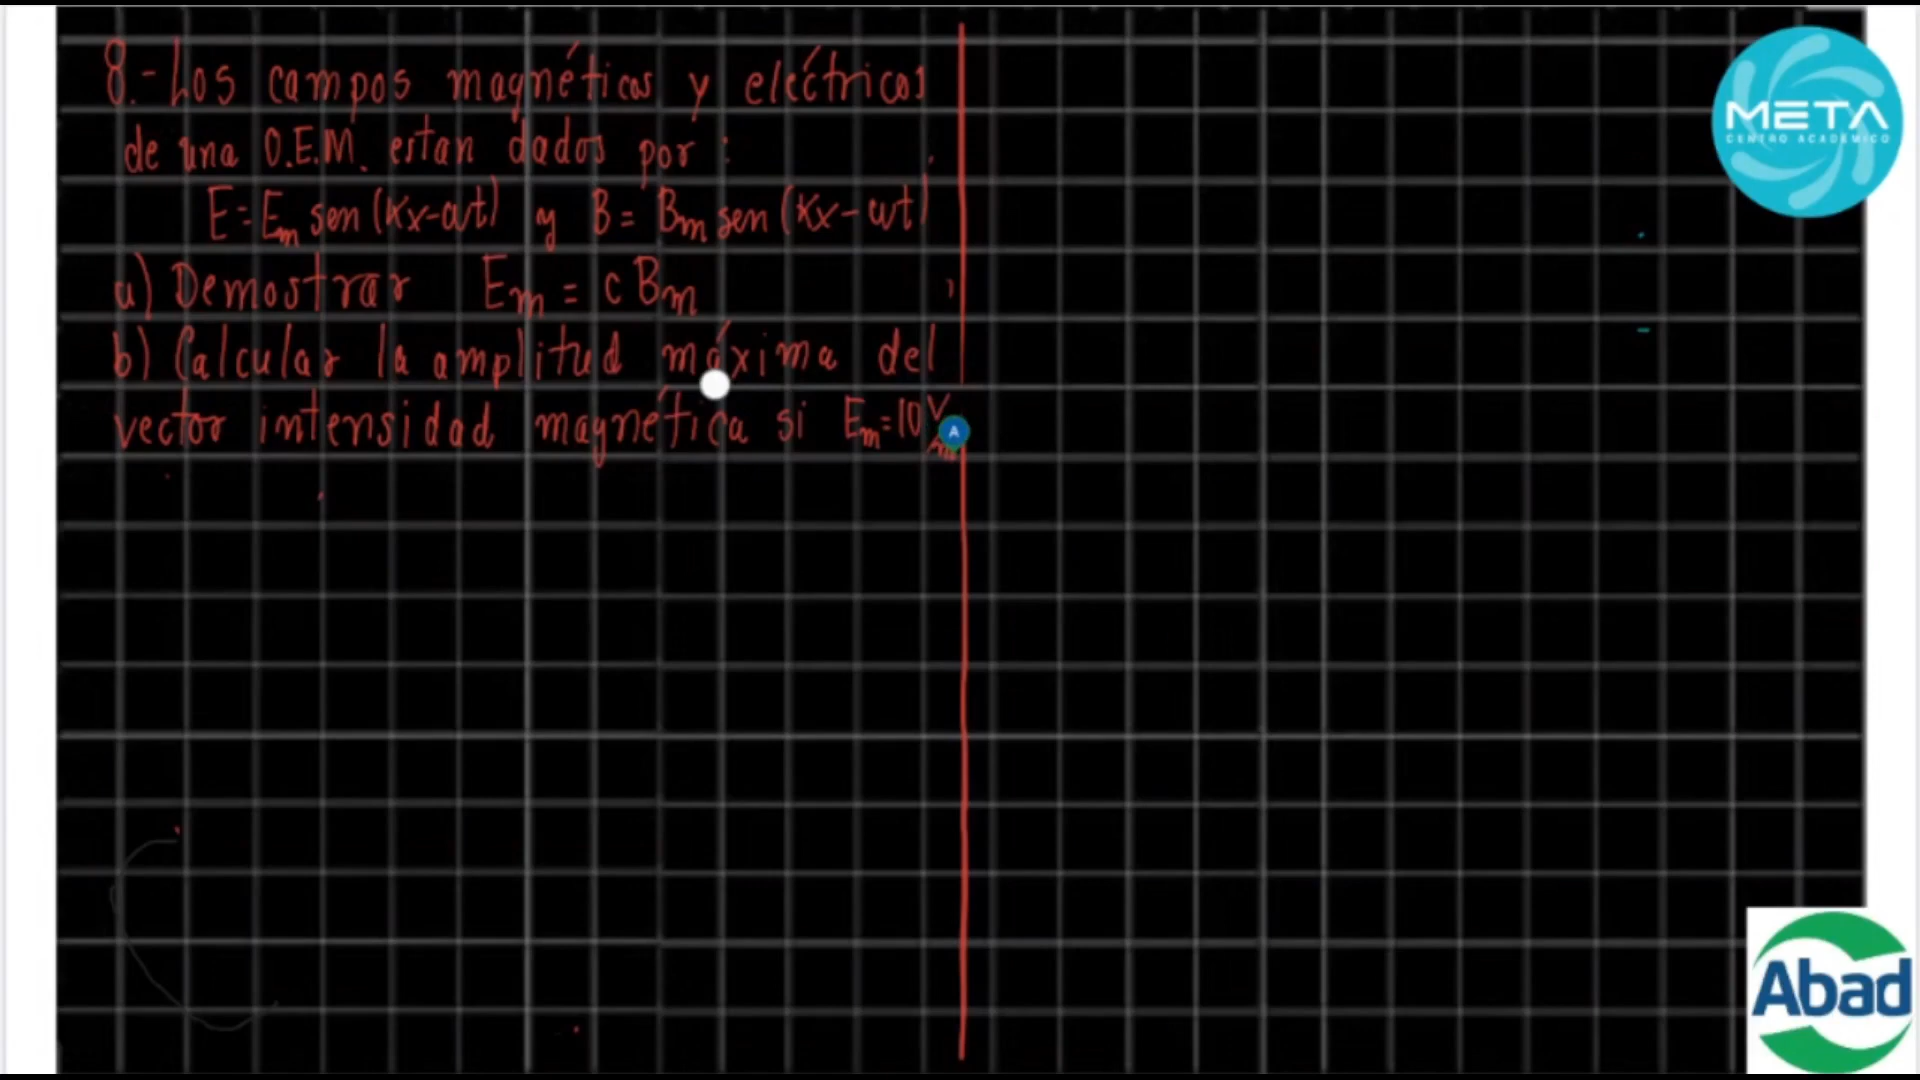 8.- Los campos magnéticos y eléctricos
de una O.E.M. estan dados por :
E = Em sen (Kx-wt) y B = Bm sen (Kx - wt)
a) Demostrar Em = c Bm
b) Calcular la amplitud máxima del
vector intensidad magnética si Em = 10 V/m
A
META
CENTRO ACADÉMICO
Abad